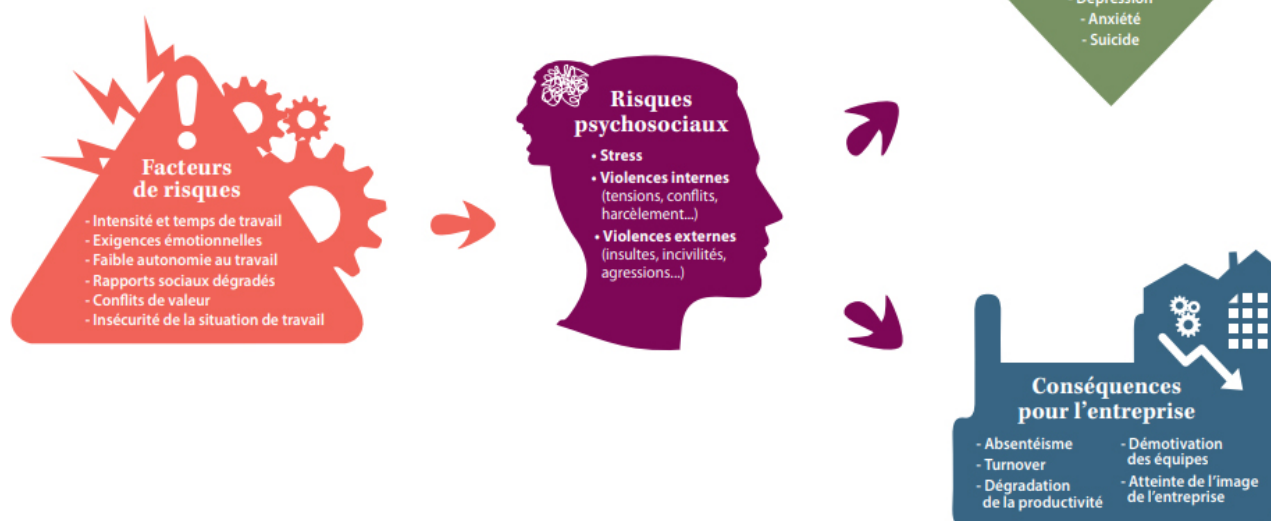 - Dépression
- Anxiété
- Suicide
Facteurs
de risques
- Intensité et temps de travail
- Exigences émotionnelles
- Faible autonomie au travail
- Rapports sociaux dégradés
- Conflits de valeur
- Insécurité de la situation de travail
Risques
psychosociaux
• Stress
• Violences internes
(tensions, conflits,
harcèlement...)
• Violences externes
(insultes, incivilités,
agressions...)
Conséquences
pour l'entreprise
- Absentéisme
- Turnover
- Dégradation
de la productivité
- Démotivation
des équipes
- Atteinte de l'image
de l'entreprise